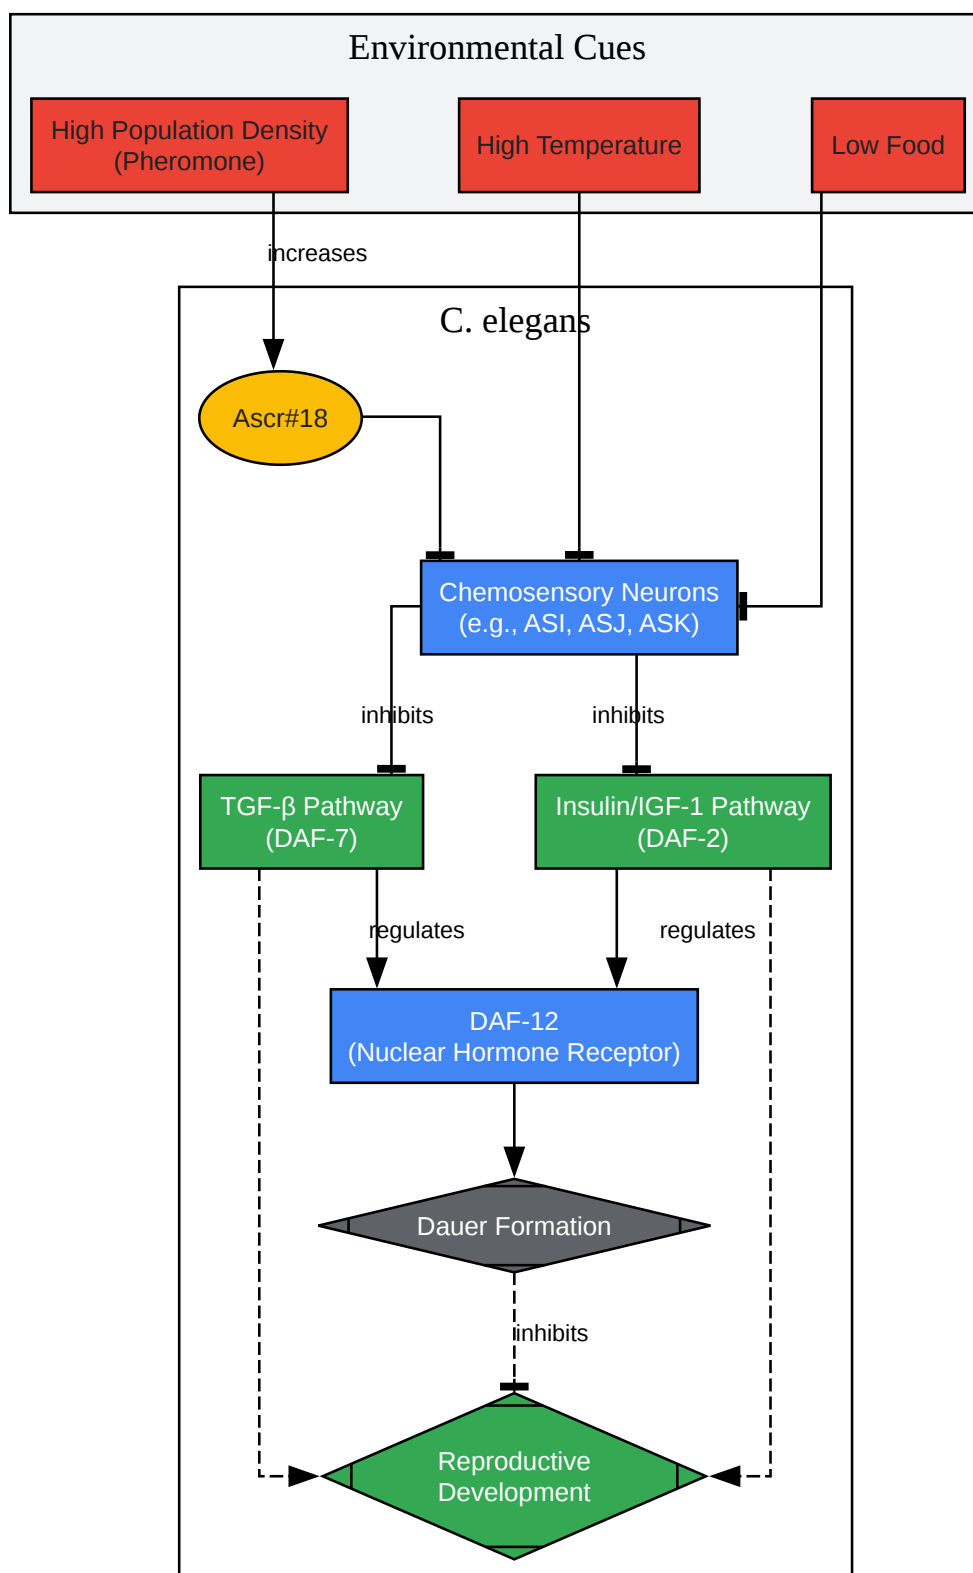 Environmental Cues
High Population Density
(Pheromone)
High Temperature
Low Food
increases
C. elegans
Ascr#18
Chemosensory Neurons
(e.g., ASI, ASJ, ASK)
inhibits
inhibits
TGF-β Pathway
(DAF-7)
Insulin/IGF-1 Pathway
(DAF-2)
regulates
regulates
DAF-12
(Nuclear Hormone Receptor)
Dauer Formation
inhibits
Reproductive
Development